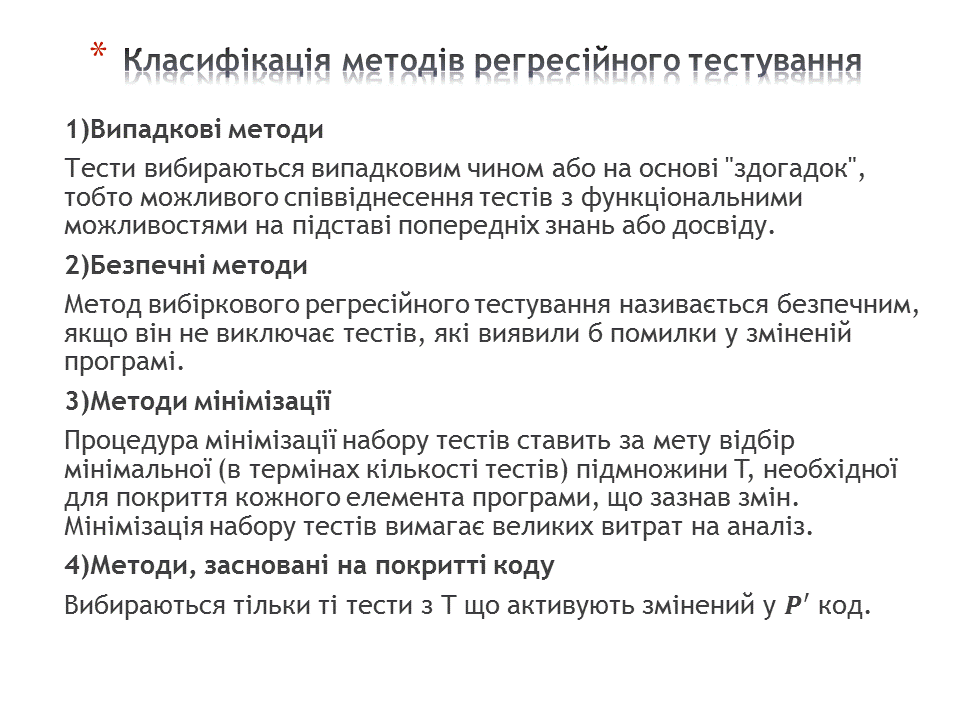 * Класифікація методів регресійного тестування
1)Випадкові методи
Тести вибираються випадковим чином або на основі "здогадок",
тобто можливого співвіднесення тестів з функціональними
можливостями на підставі попередніх знань або досвіду.
2)Безпечні методи
Метод вибіркового регресійного тестування називається безпечним,
якщо він не виключає тестів, які виявили б помилки у зміненій
програмі.
3)Методи мінімізації
Процедура мінімізації набору тестів ставить за мету відбір
мінімальної (в термінах кількості тестів) підмножини T, необхідної
для покриття кожного елемента програми, що зазнав змін.
Мінімізація набору тестів вимагає великих витрат на аналіз.
4)Методи, засновані на покритті коду
Вибираються тільки ті тести з T що активують змінений у P′ код.